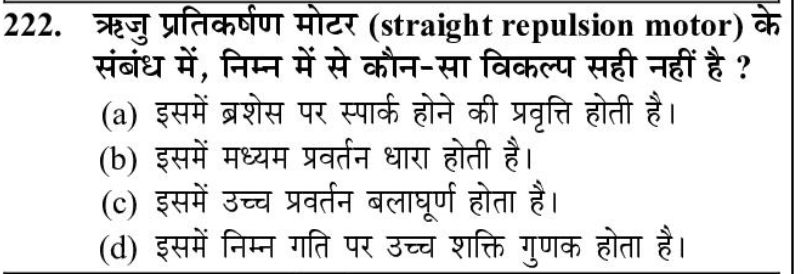 222. ऋजु प्रतिकर्षण मोटर (straight repulsion motor) के
संबंध में, निम्न में से कौन-सा विकल्प सही नहीं है ?
(a) इसमें ब्रशेस पर स्पार्क होने की प्रवृत्ति होती है।
(b) इसमें मध्यम प्रवर्तन धारा होती है।
(c) इसमें उच्च प्रवर्तन बलाघूर्ण होता है।
(d) इसमें निम्न गति पर उच्च शक्ति गुणक होता है।